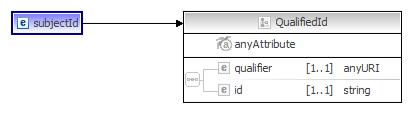 e subjectId
QualifiedId
a anyAttribute
e qualifier [1..1] anyURI
e id [1..1] string